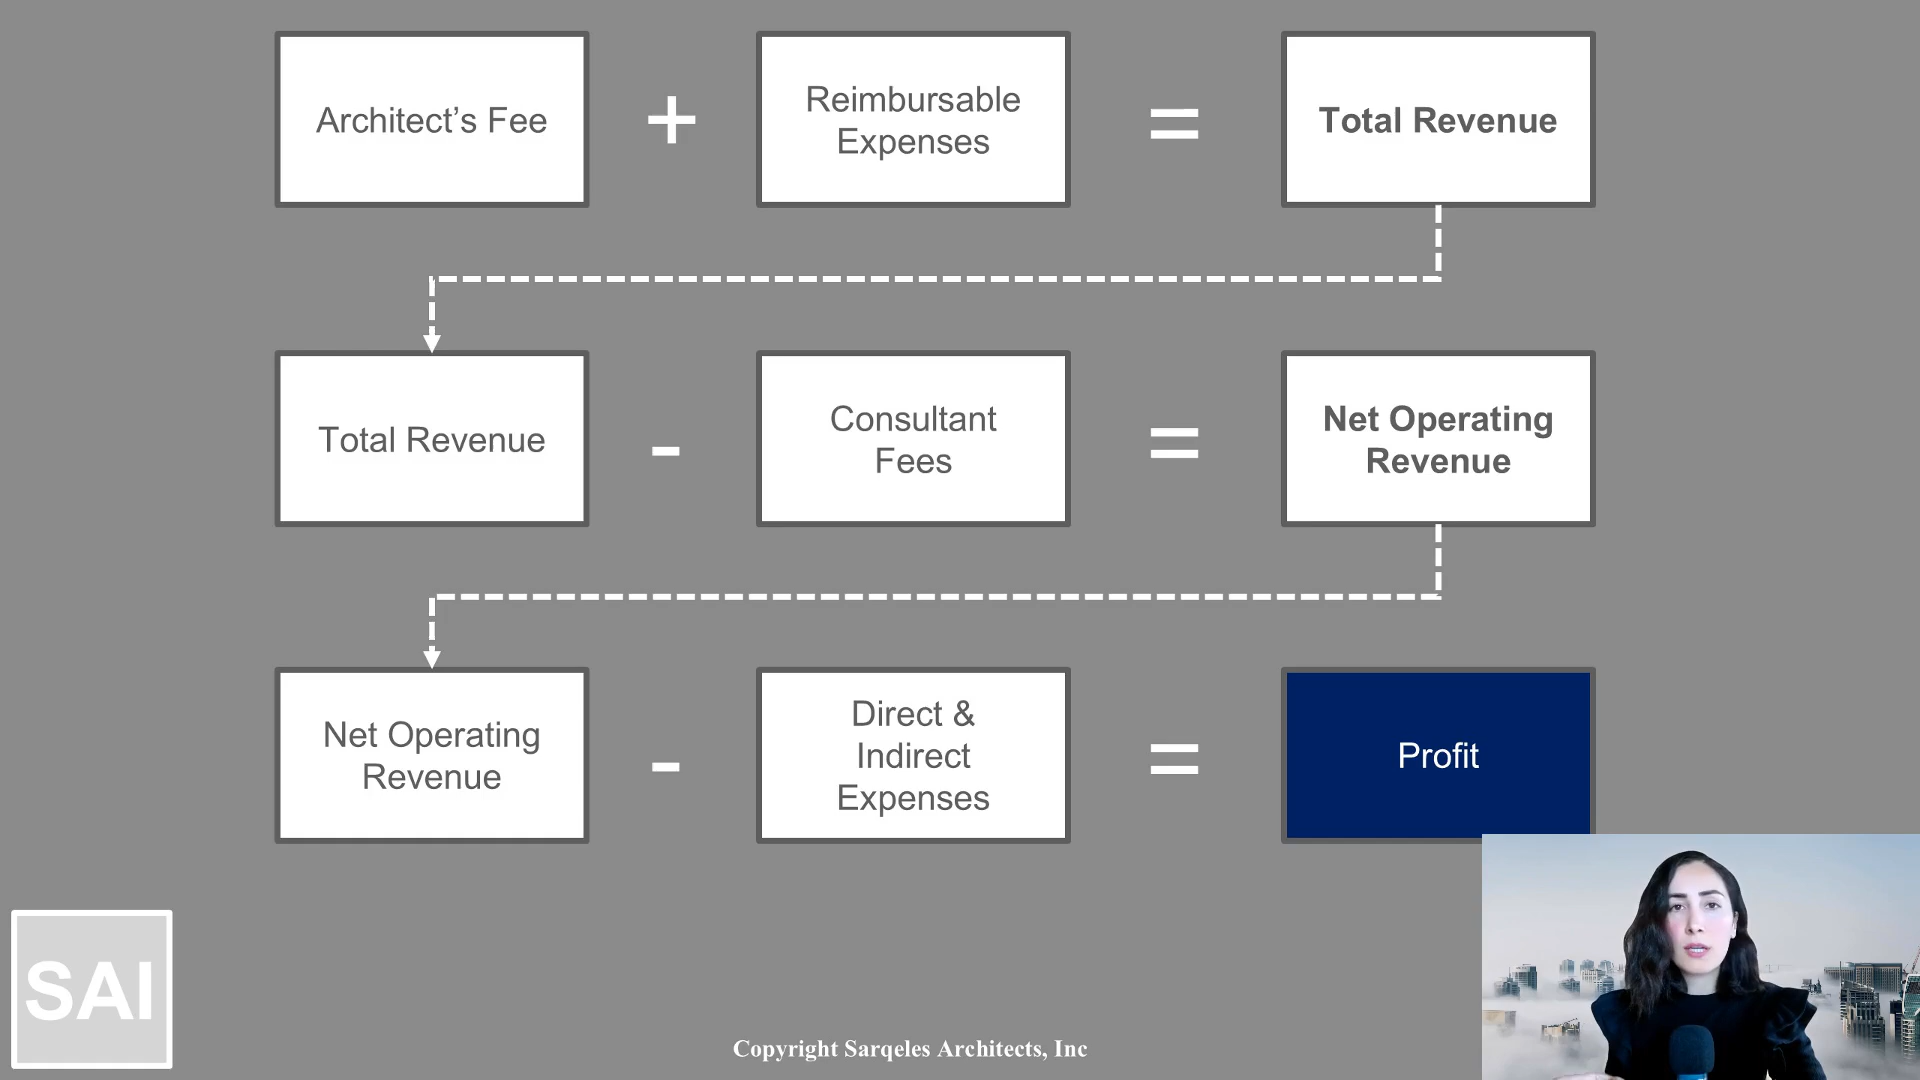 Architect’s Fee
+
Reimbursable
Expenses
=
Total Revenue
Total Revenue
-
Consultant
Fees
=
Net Operating
Revenue
Net Operating
Revenue
-
Direct &
Indirect
Expenses
=
Profit
SAI
Copyright Sarqeles Architects, Inc